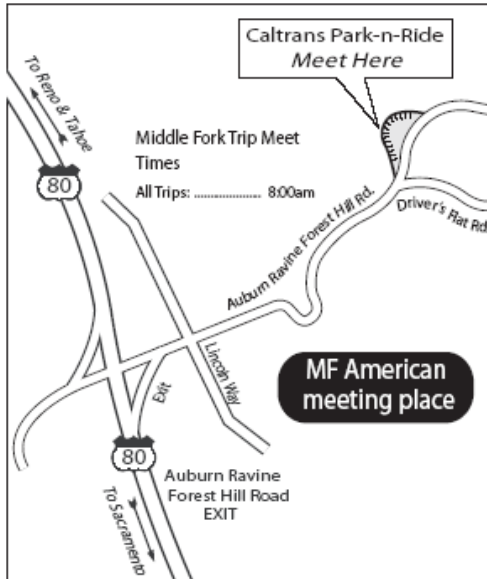 Caltrans Park-n-Ride
Meet Here
To Reno & Tahoe
80
Middle Fork Trip Meet
Times
All Trips: ..................... 8:00am
Auburn Ravine Forest Hill Rd.
Driver's Flat Rd.
Lincoln Way
Exit
MF American
meeting place
80
Auburn Ravine
Forest Hill Road
EXIT
To Sacramento